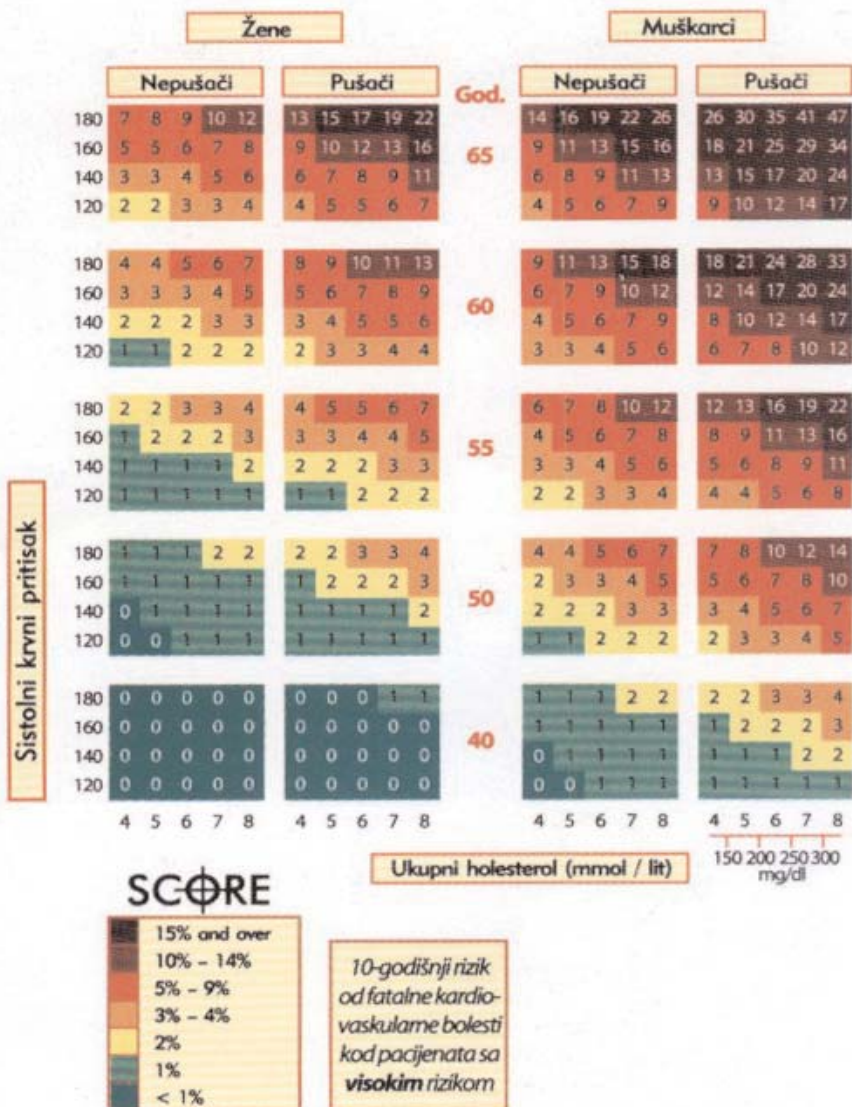 Žene Muškarci
Nepušači Pušači God. Nepušači Pušači
180 7 8 9 10 12 13 15 17 19 22 14 16 19 22 26 26 30 35 41 47
160 5 5 6 7 8 9 10 12 13 16 65 9 11 13 15 16 18 21 25 29 34
140 3 3 4 5 6 6 7 8 9 11 6 8 9 11 13 13 15 17 20 24
120 2 2 3 3 4 4 5 5 6 7 4 5 6 7 9 9 10 12 14 17
180 4 4 5 6 7 8 9 10 11 13 9 11 13 15 18 18 21 24 28 33
160 3 3 3 4 5 5 6 7 8 9 60 6 7 9 10 12 12 14 17 20 24
140 2 2 2 3 3 3 4 5 5 6 4 5 6 7 9 8 10 12 14 17
120 1 1 2 2 2 2 3 3 4 4 3 3 4 5 6 6 7 8 10 12
180 2 2 3 3 4 4 5 5 6 7 6 7 8 10 12 12 13 16 19 22
160 1 2 2 2 3 3 3 4 4 5 55 4 5 6 7 8 8 9 11 13 16
140 1 1 1 1 2 2 2 2 3 3 3 3 4 5 6 5 6 8 9 11
120 1 1 1 1 1 1 1 2 2 2 2 2 3 3 4 4 4 5 6 8
180 1 1 1 2 2 2 2 3 3 4 4 4 5 6 7 7 8 10 12 14
160 1 1 1 1 1 1 2 2 2 3 50 2 3 3 4 5 5 6 7 8 10
140 0 1 1 1 1 1 1 1 1 2 2 2 2 3 3 3 4 5 6 7
120 0 0 1 1 1 1 1 1 1 1 1 1 2 2 2 2 3 3 4 5
180 0 0 0 0 0 0 0 0 1 1 1 1 1 2 2 2 2 3 3 4
160 0 0 0 0 0 0 0 0 0 0 40 1 1 1 1 1 1 2 2 2 3
140 0 0 0 0 0 0 0 0 0 0 0 1 1 1 1 1 1 1 2 2
120 0 0 0 0 0 0 0 0 0 0 0 0 1 1 1 1 1 1 1 1
4 5 6 7 8 4 5 6 7 8 4 5 6 7 8 4 5 6 7 8
Sistolni krvni pritisak
Ukupni holesterol (mmol / lit)
150 200 250 300
mg/dl
SCORE
15% and over
10% - 14%
5% - 9%
3% - 4%
2%
1%
< 1%
10-godišnji rizik
od fatalne kardio-
vaskularne bolesti
kod pacijenata sa
visokim rizikom